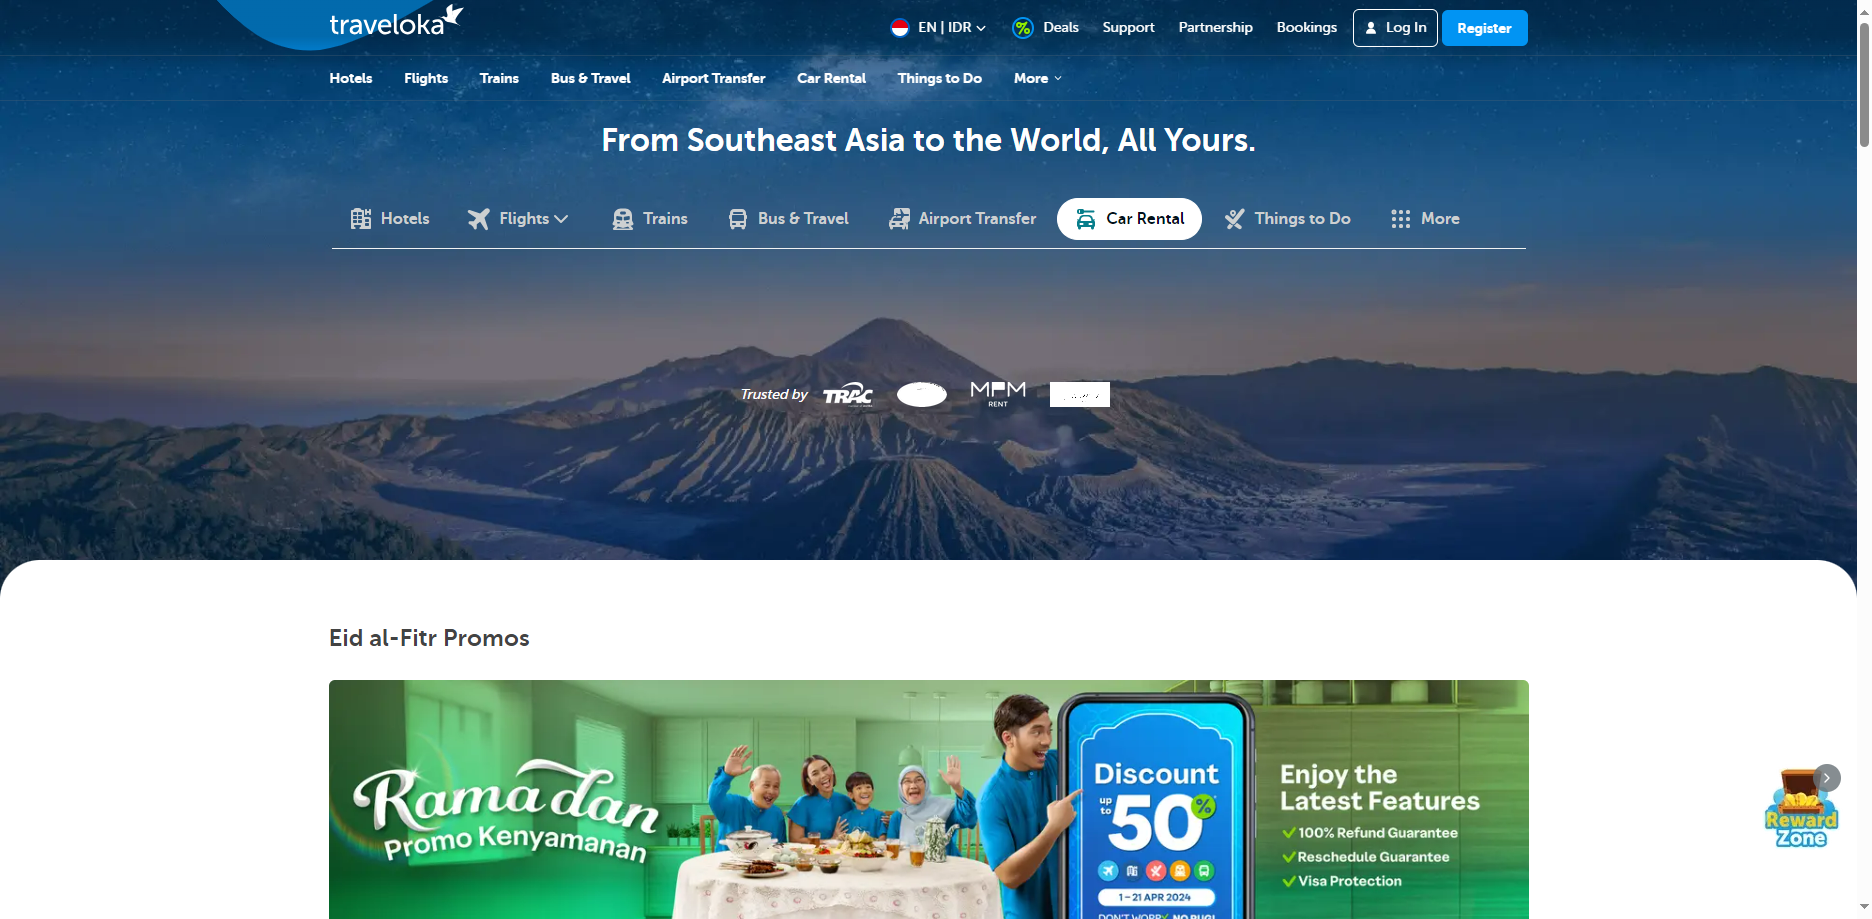 traveloka
EN | IDR
%
Deals
Support
Partnership
Bookings
Log In
Register
Hotels
Flights
Trains
Bus & Travel
Airport Transfer
Car Rental
Things to Do
More
From Southeast Asia to the World, All Yours.
Hotels
Flights
Trains
Bus & Travel
Airport Transfer
Car Rental
Things to Do
More
Trusted by
TRAC
MPM
RENT
Eid al-Fitr Promos
Ramadan
Promo Kenyamanan
Discount
up to 50%
1 - 21 APR 2024
DON'T WORRY, NO BUG!
Enjoy the
Latest Features
100% Refund Guarantee
Reschedule Guarantee
Visa Protection
Reward
Zone